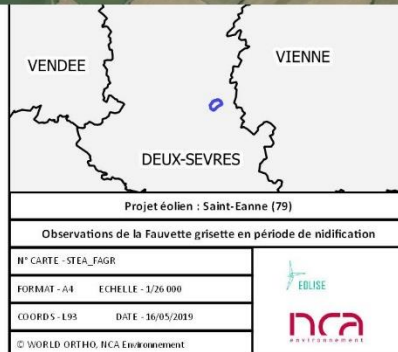 VENDEE
VIENNE
DEUX-SEVRES
Projet éolien : Saint-Eanne (79)
Observations de la Fauvette grisette en période de nidification
N° CARTE - STEA_FAGR
FORMAT - A4 ECHELLE - 1/26 000
COORDS - L93 DATE - 16/05/2019
© WORLD ORTHO, NCA Environnement
EOLISE
nca
environnement